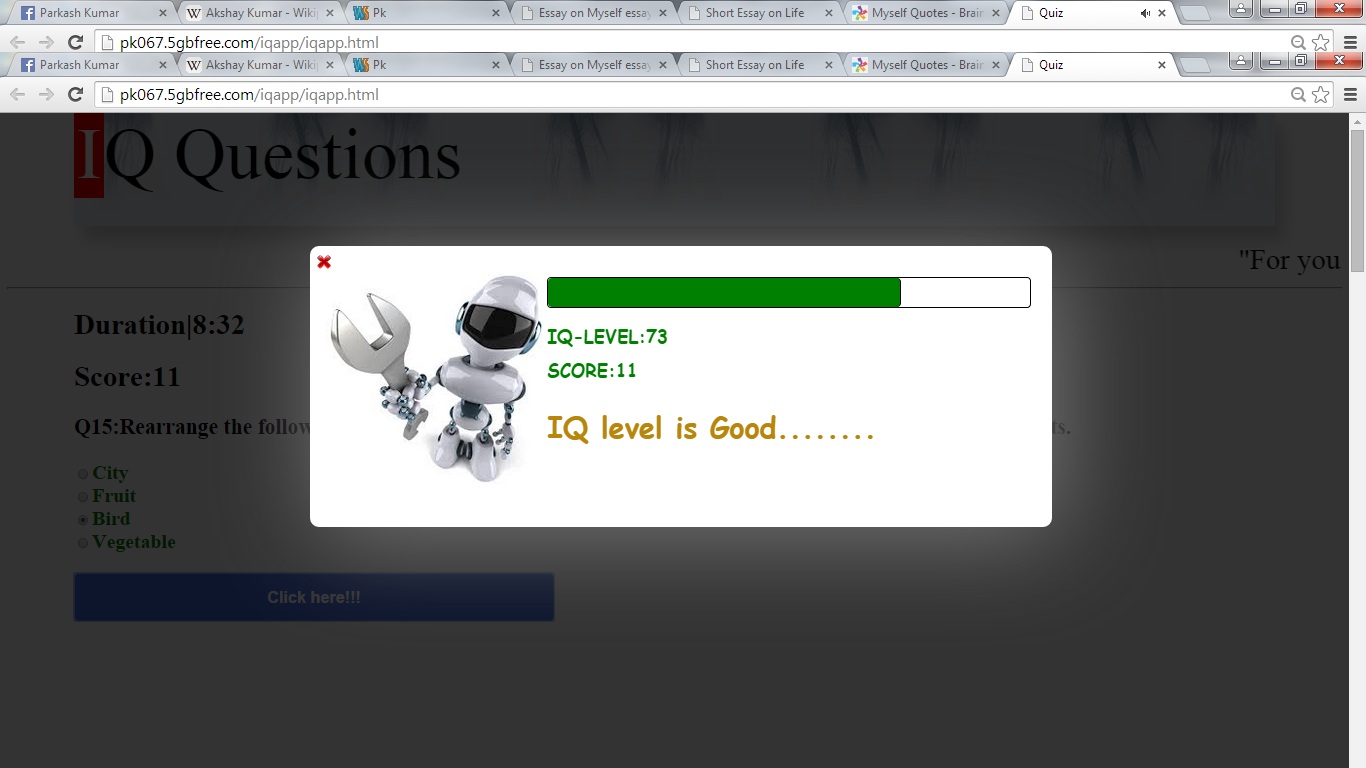 Parkash Kumar
Akshay Kumar - Wiki
Pk
Essay on Myself essay
Short Essay on Life
Myself Quotes - Brain
Quiz
pk067.5gbfree.com/iqapp/iqapp.html
Parkash Kumar
Akshay Kumar - Wiki
Pk
Essay on Myself essay
Short Essay on Life
Myself Quotes - Brain
Quiz
pk067.5gbfree.com/iqapp/iqapp.html
IQ Questions
"For you
Duration|8:32
Score:11
Q15:Rearrange the follow
City
Fruit
Bird
Vegetable
Click here!!!
IQ-LEVEL:73
SCORE:11
IQ level is Good........